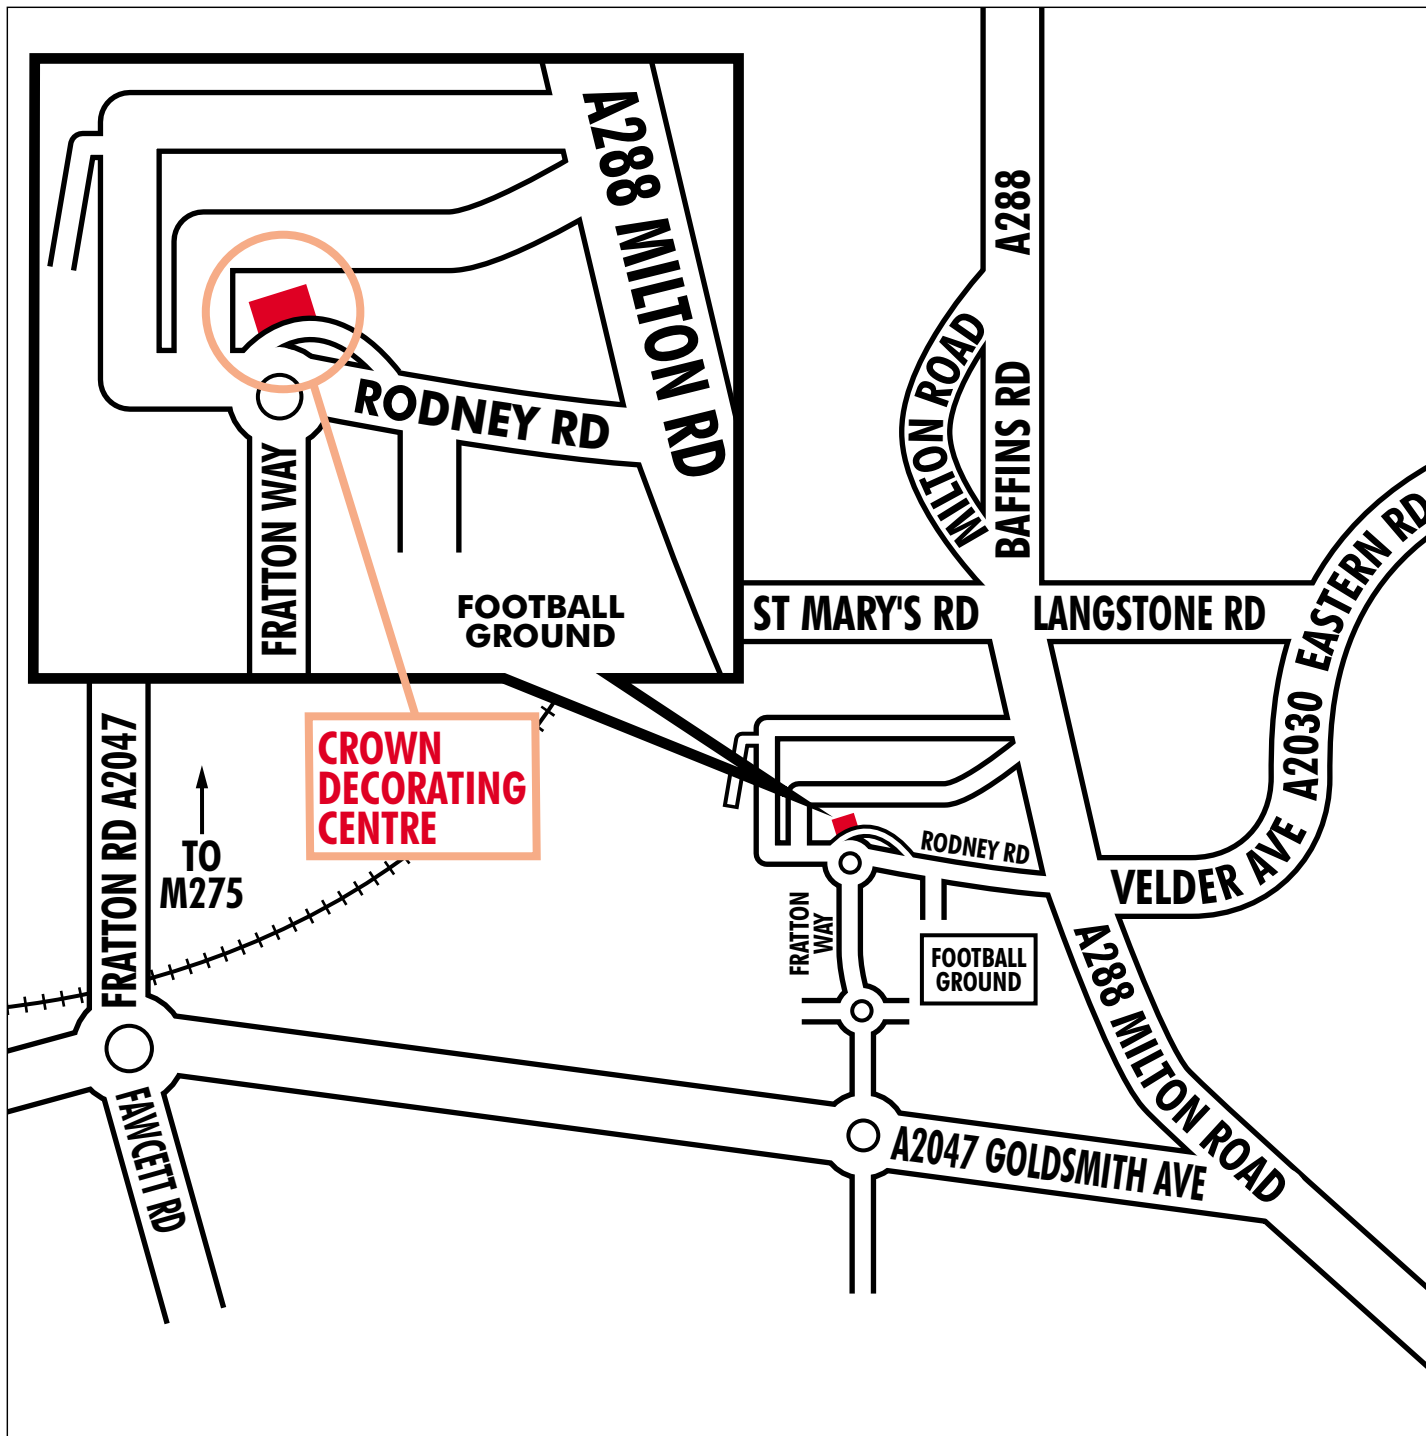 A288 MILTON RD
RODNEY RD
FRATTON WAY
FOOTBALL
GROUND
CROWN
DECORATING
CENTRE
A288
MILTON ROAD
BAFFINS RD
ST MARY'S RD
LANGSTONE RD
A2030 EASTERN RD
VELDER AVE
RODNEY RD
FRATTON
WAY
FOOTBALL
GROUND
A288 MILTON ROAD
A2047 GOLDSMITH AVE
FRATTON RD A2047
TO
M275
FAWCETT RD